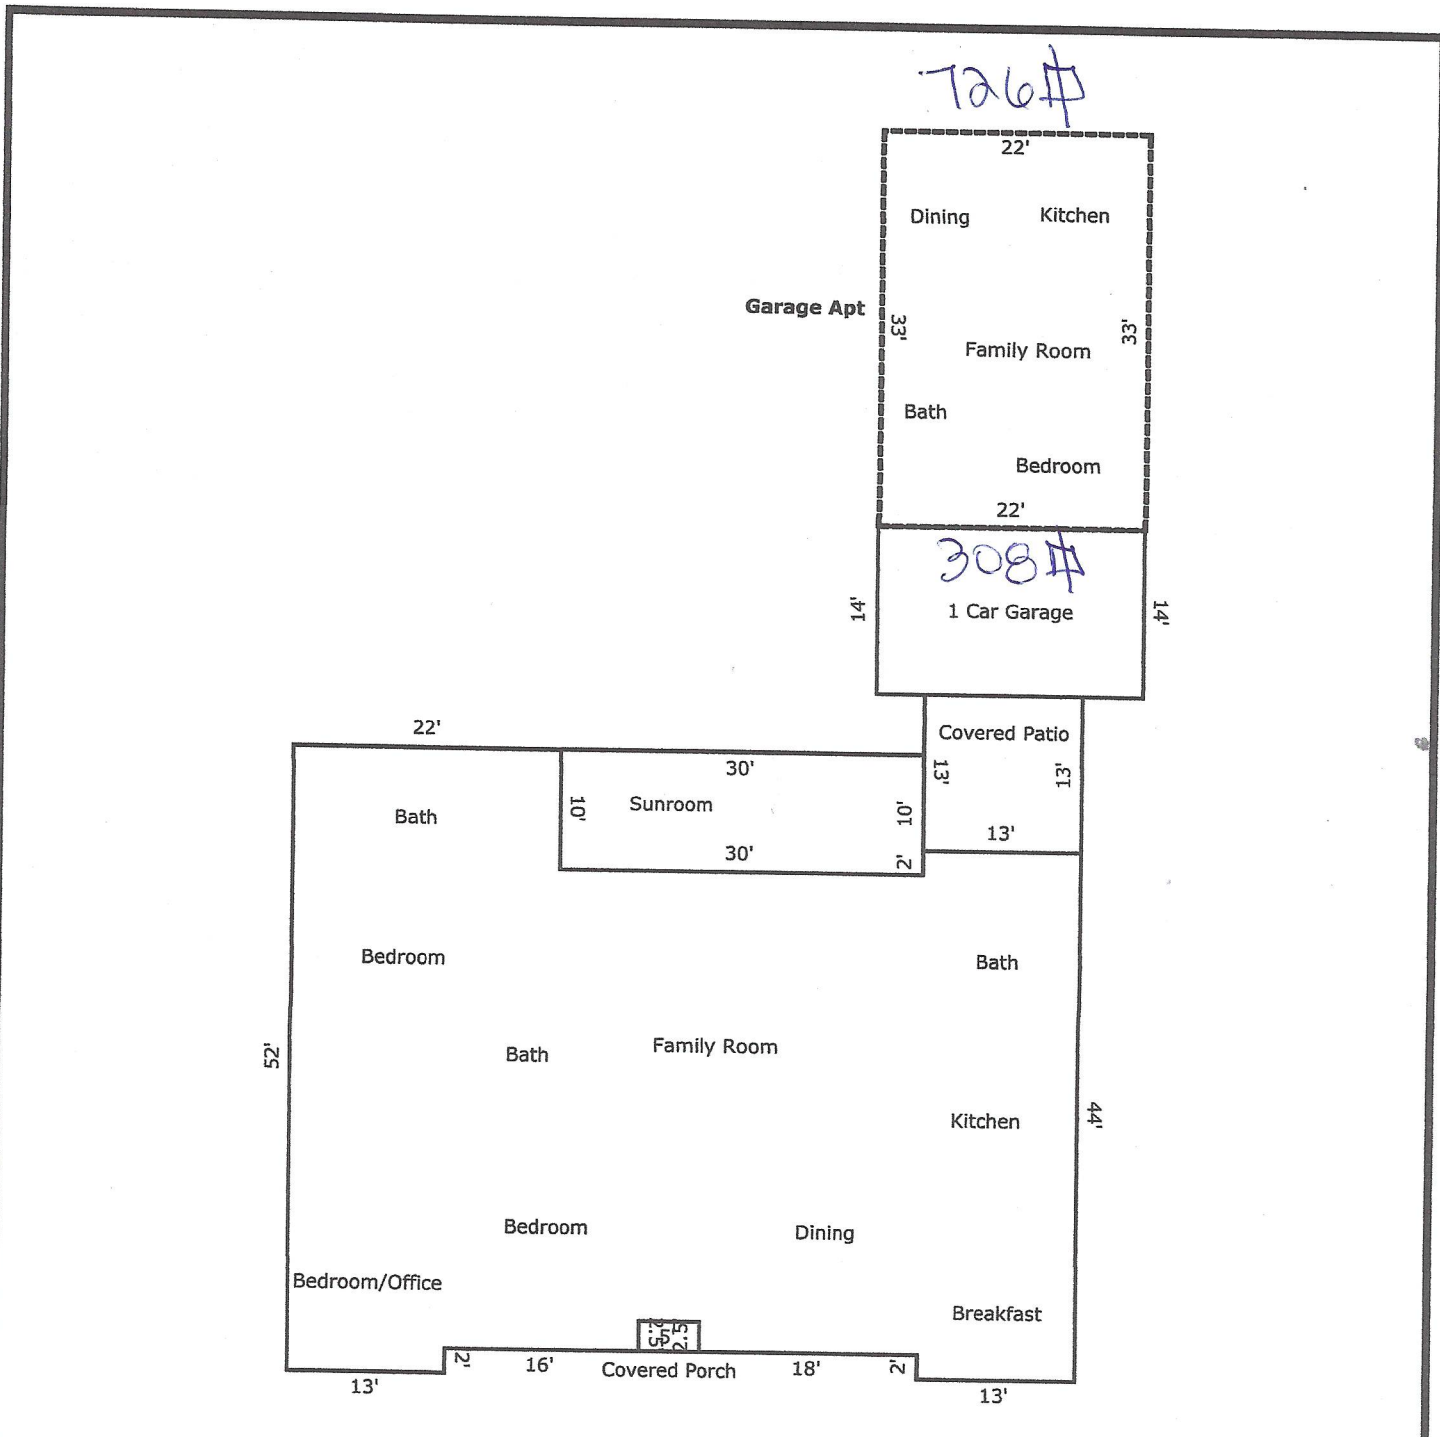 726⌗
22'
Dining Kitchen
Garage Apt
33' 33'
Family Room
Bath
Bedroom
22'
308⌗
14' 1 Car Garage 14'
22'
Covered Patio
30'
13' 13'
10' Sunroom 10'
Bath
13'
30' 2'
Bedroom Bath
52' Bath Family Room
Kitchen 44'
Bedroom Dining
Bedroom/Office
Breakfast
2.5' 5' 2.5'
2' 16' Covered Porch 18' 2'
13' 13'